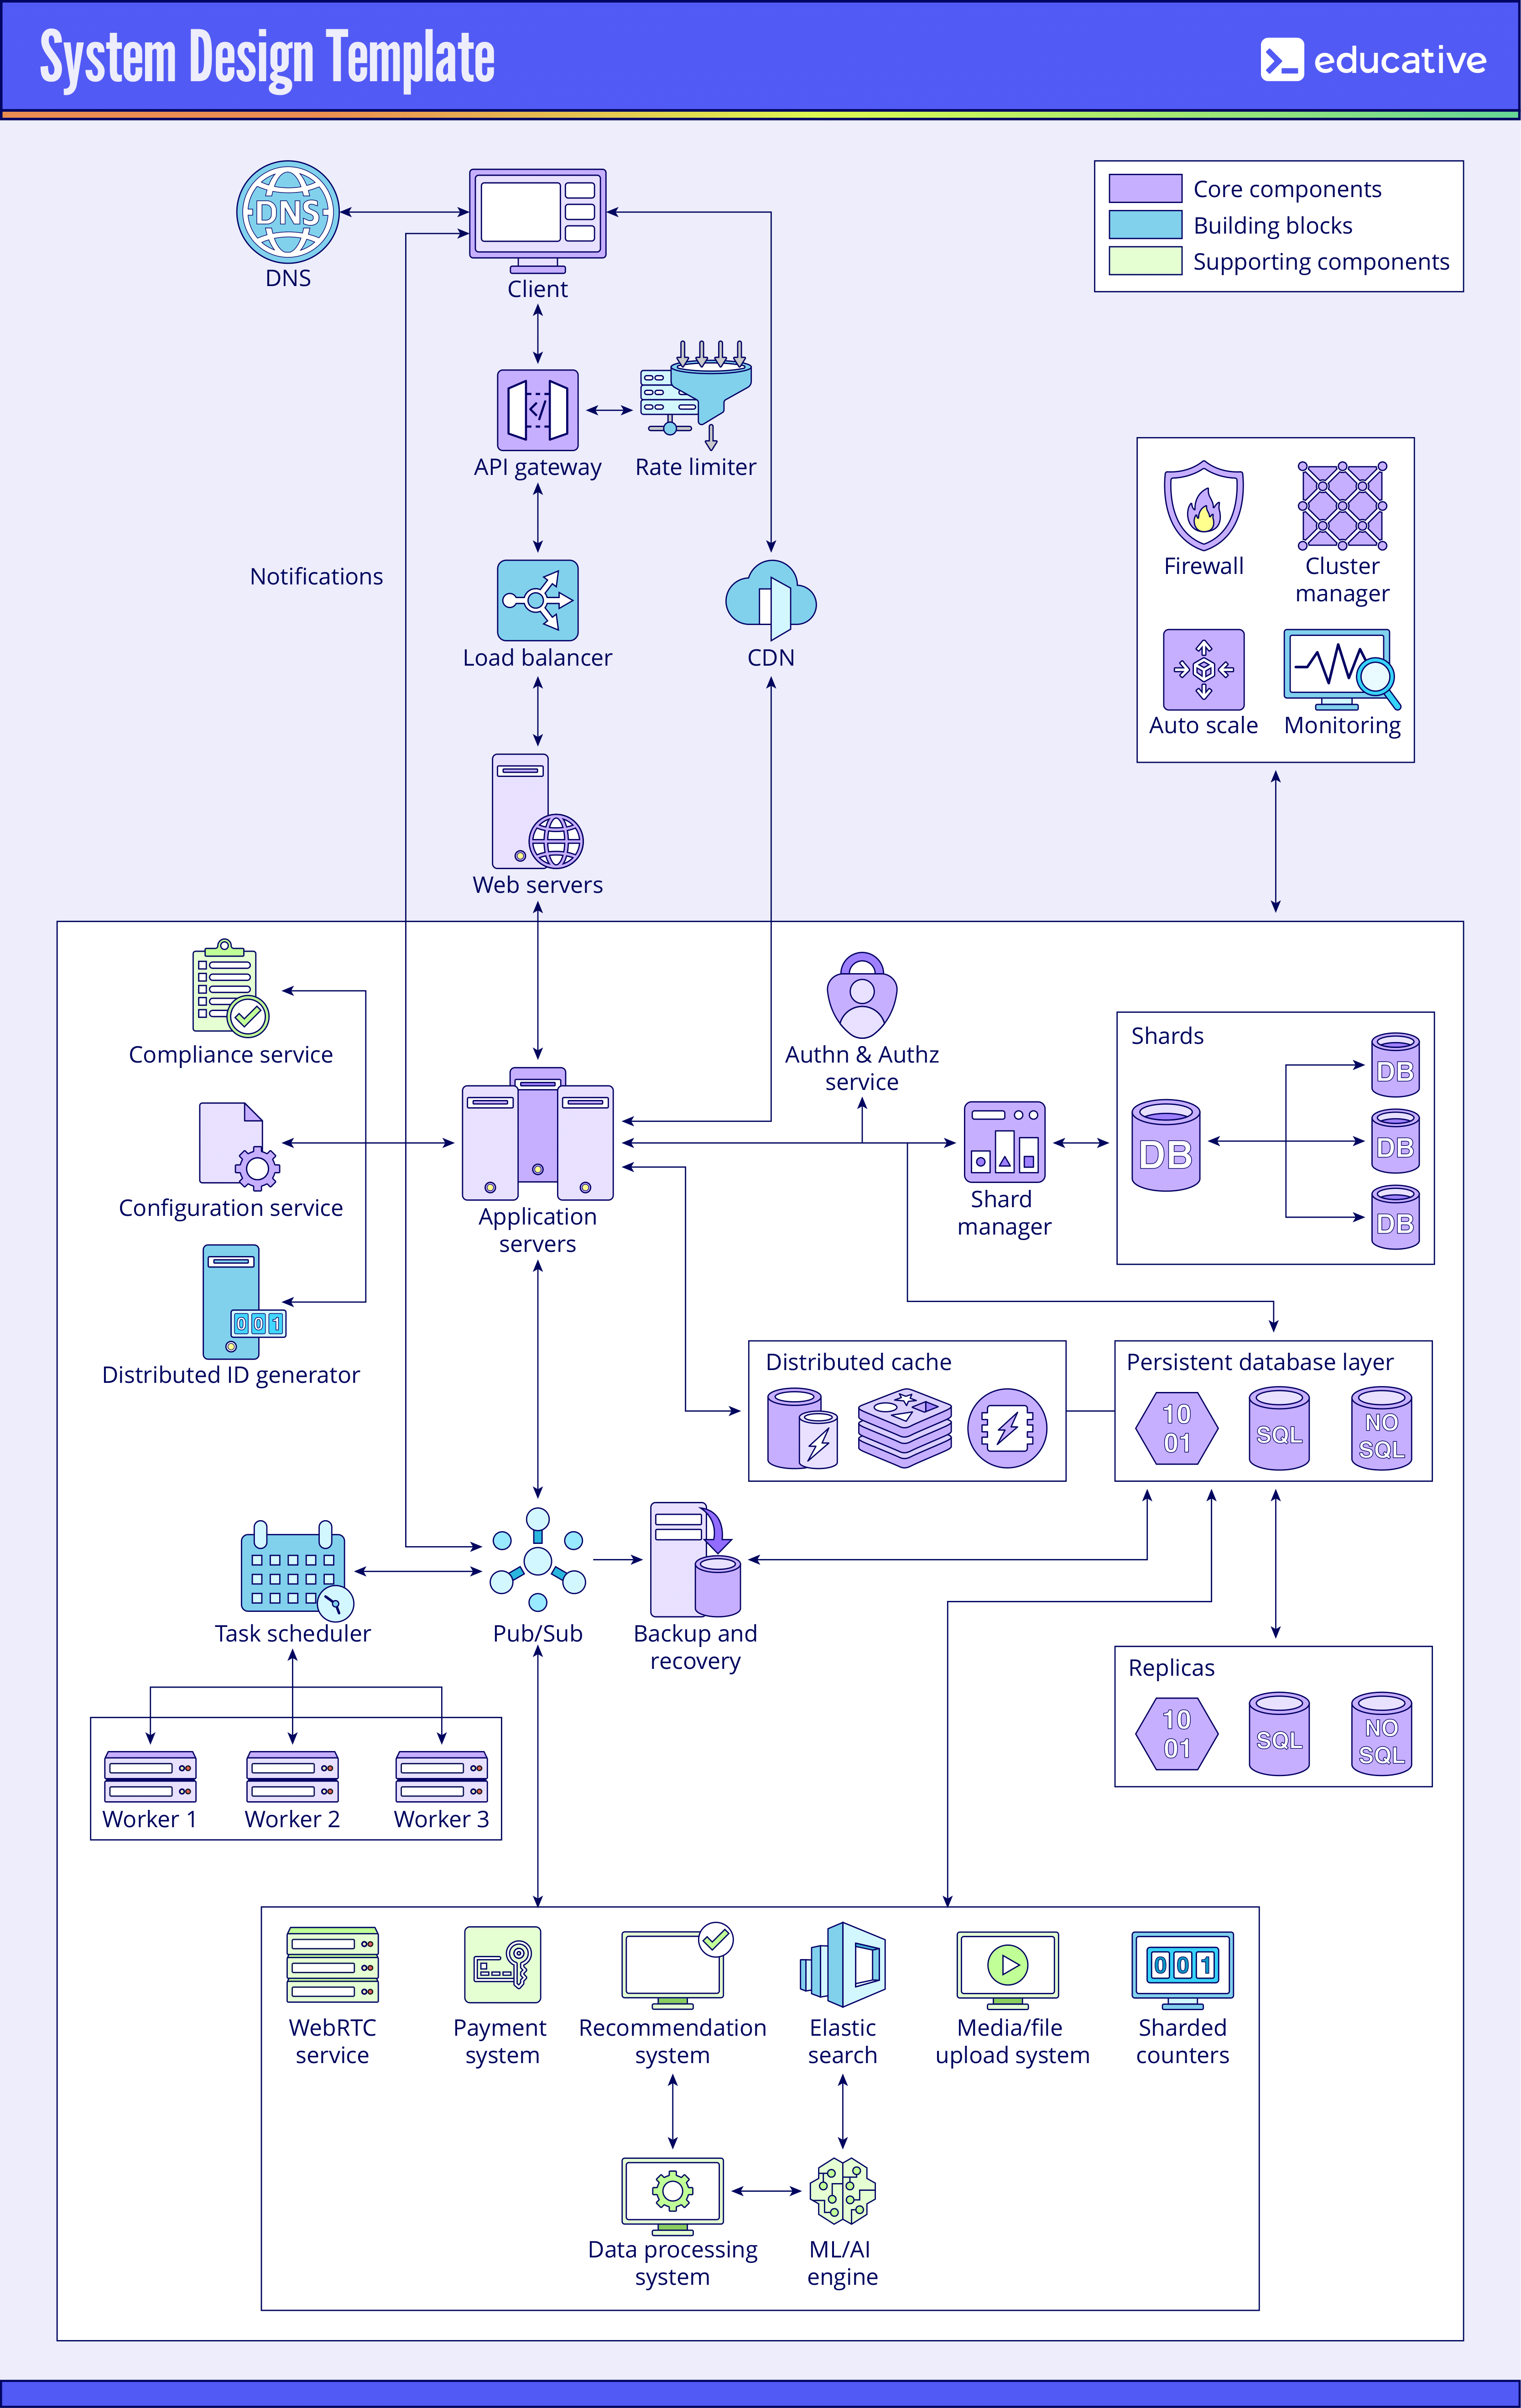 System Design Template
educative
DNS
DNS
Client
Core components
Building blocks
Supporting components
</>
API gateway
Rate limiter
Notifications
Load balancer
CDN
Firewall
Cluster
manager
Auto scale
Monitoring
Web servers
Compliance service
Authn & Authz
service
Shards
DB
DB
DB
DB
Configuration service
Application
servers
Shard
manager
001
Distributed ID generator
Distributed cache
Persistent database layer
10
01
SQL
NO
SQL
Task scheduler
Pub/Sub
Backup and
recovery
Replicas
10
01
SQL
NO
SQL
Worker 1
Worker 2
Worker 3
WebRTC
service
Payment
system
Recommendation
system
Elastic
search
Media/file
upload system
001
Sharded
counters
Data processing
system
ML/AI
engine